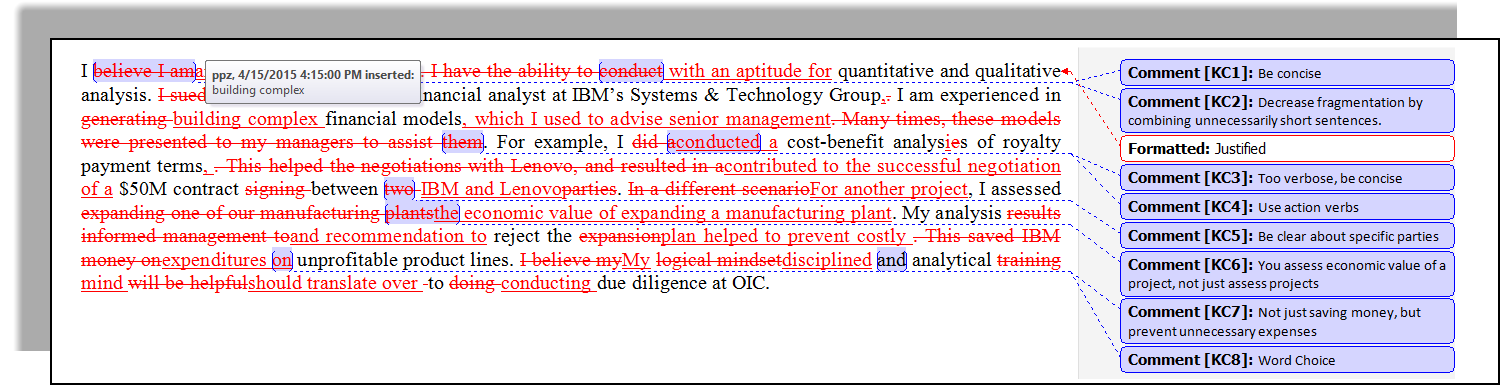 I believe I ama . I have the ability to conduct with an aptitude for quantitative and qualitative
analysis. I sued nancial analyst at IBM's Systems & Technology Group,. I am experienced in
generating building complex financial models, which I used to advise senior management. Many times, these models
were presented to my managers to assist them. For example, I did aconducted a cost-benefit analysies of royalty
payment terms, . This helped the negotiations with Lenovo, and resulted in acontributed to the successful negotiation
of a $50M contract signing between two IBM and Lenovoparties. In a different scenarioFor another project, I assessed
expanding one of our manufacturing plantsthe economic value of expanding a manufacturing plant. My analysis results
informed management toand recommendation to reject the expansionplan helped to prevent costly . This saved IBM
money onexpenditures on unprofitable product lines. I believe myMy logical mindsetdisciplined and analytical training
mind will be helpfulshould translate over -to doing conducting due diligence at OIC.
ppz, 4/15/2015 4:15:00 PM inserted:
building complex
Comment [KC1]: Be concise
Comment [KC2]: Decrease fragmentation by
combining unnecessarily short sentences.
Formatted: Justified
Comment [KC3]: Too verbose, be concise
Comment [KC4]: Use action verbs
Comment [KC5]: Be clear about specific parties
Comment [KC6]: You assess economic value of a
project, not just assess projects
Comment [KC7]: Not just saving money, but
prevent unnecessary expenses
Comment [KC8]: Word Choice